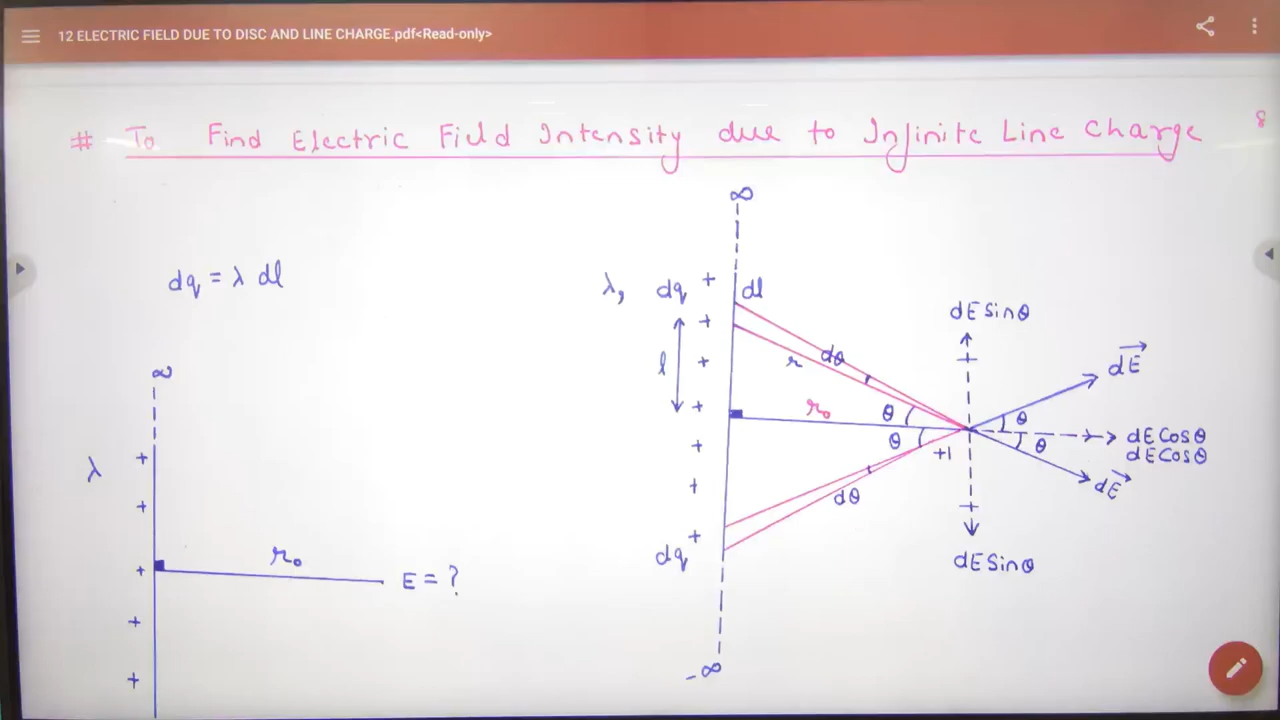 12 ELECTRIC FIELD DUE TO DISC AND LINE CHARGE.pdf<Read-only>
# To Find Electric Field Intensity due to Infinite Line Charge
8
dq = λ dl
∞
λ
+
+
+
+
+
r₀
E = ?
∞
λ, dq + dl
+
+
+
+
+
+
l
r
dθ
r₀
θ
θ
+1
dθ
dq
-∞
dE Sinθ
dE
θ
dE Cosθ
dE Cosθ
θ
dE
dE Sinθ